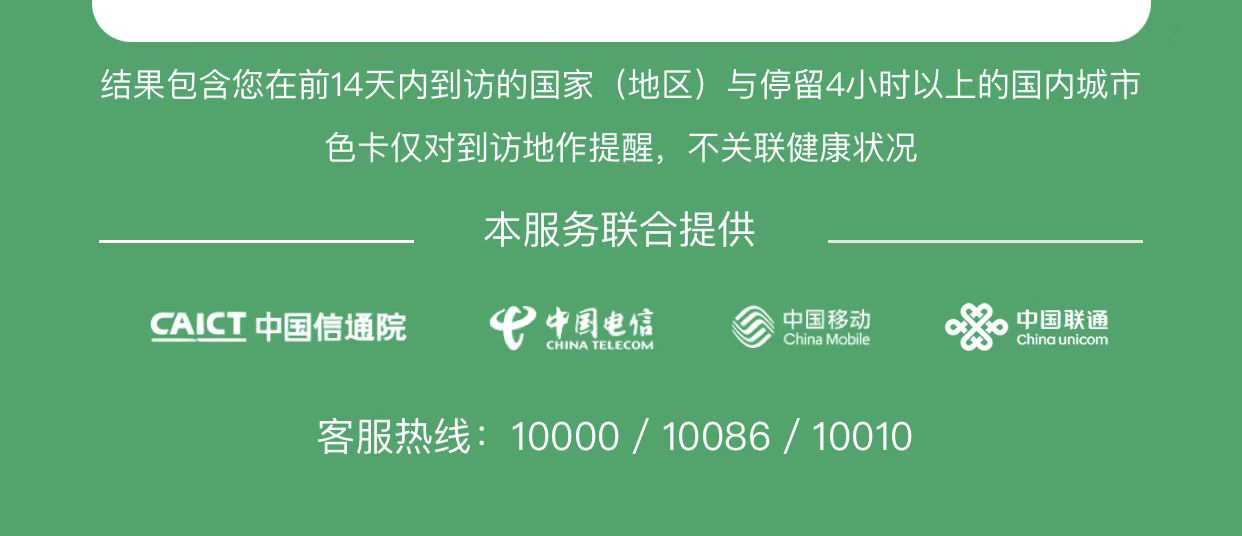 结果包含您在前14天内到访的国家（地区）与停留4小时以上的国内城市
色卡仅对到访地作提醒，不关联健康状况
本服务联合提供
CAICT 中国信通院 中国电信 中国移动 中国联通
CHINA TELECOM China Mobile China unicom
客服热线：10000 / 10086 / 10010